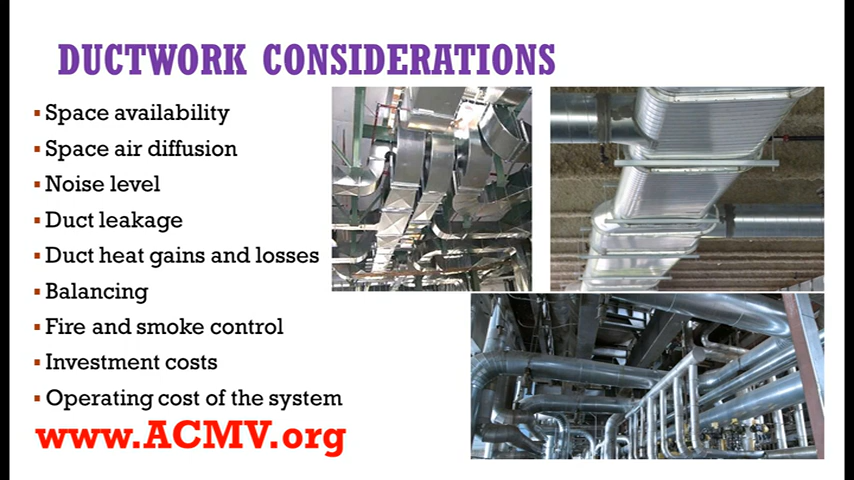 DUCTWORK CONSIDERATIONS
▪ Space availability
▪ Space air diffusion
▪ Noise level
▪ Duct leakage
▪ Duct heat gains and losses
▪ Balancing
▪ Fire and smoke control
▪ Investment costs
▪ Operating cost of the system
www.ACMV.org